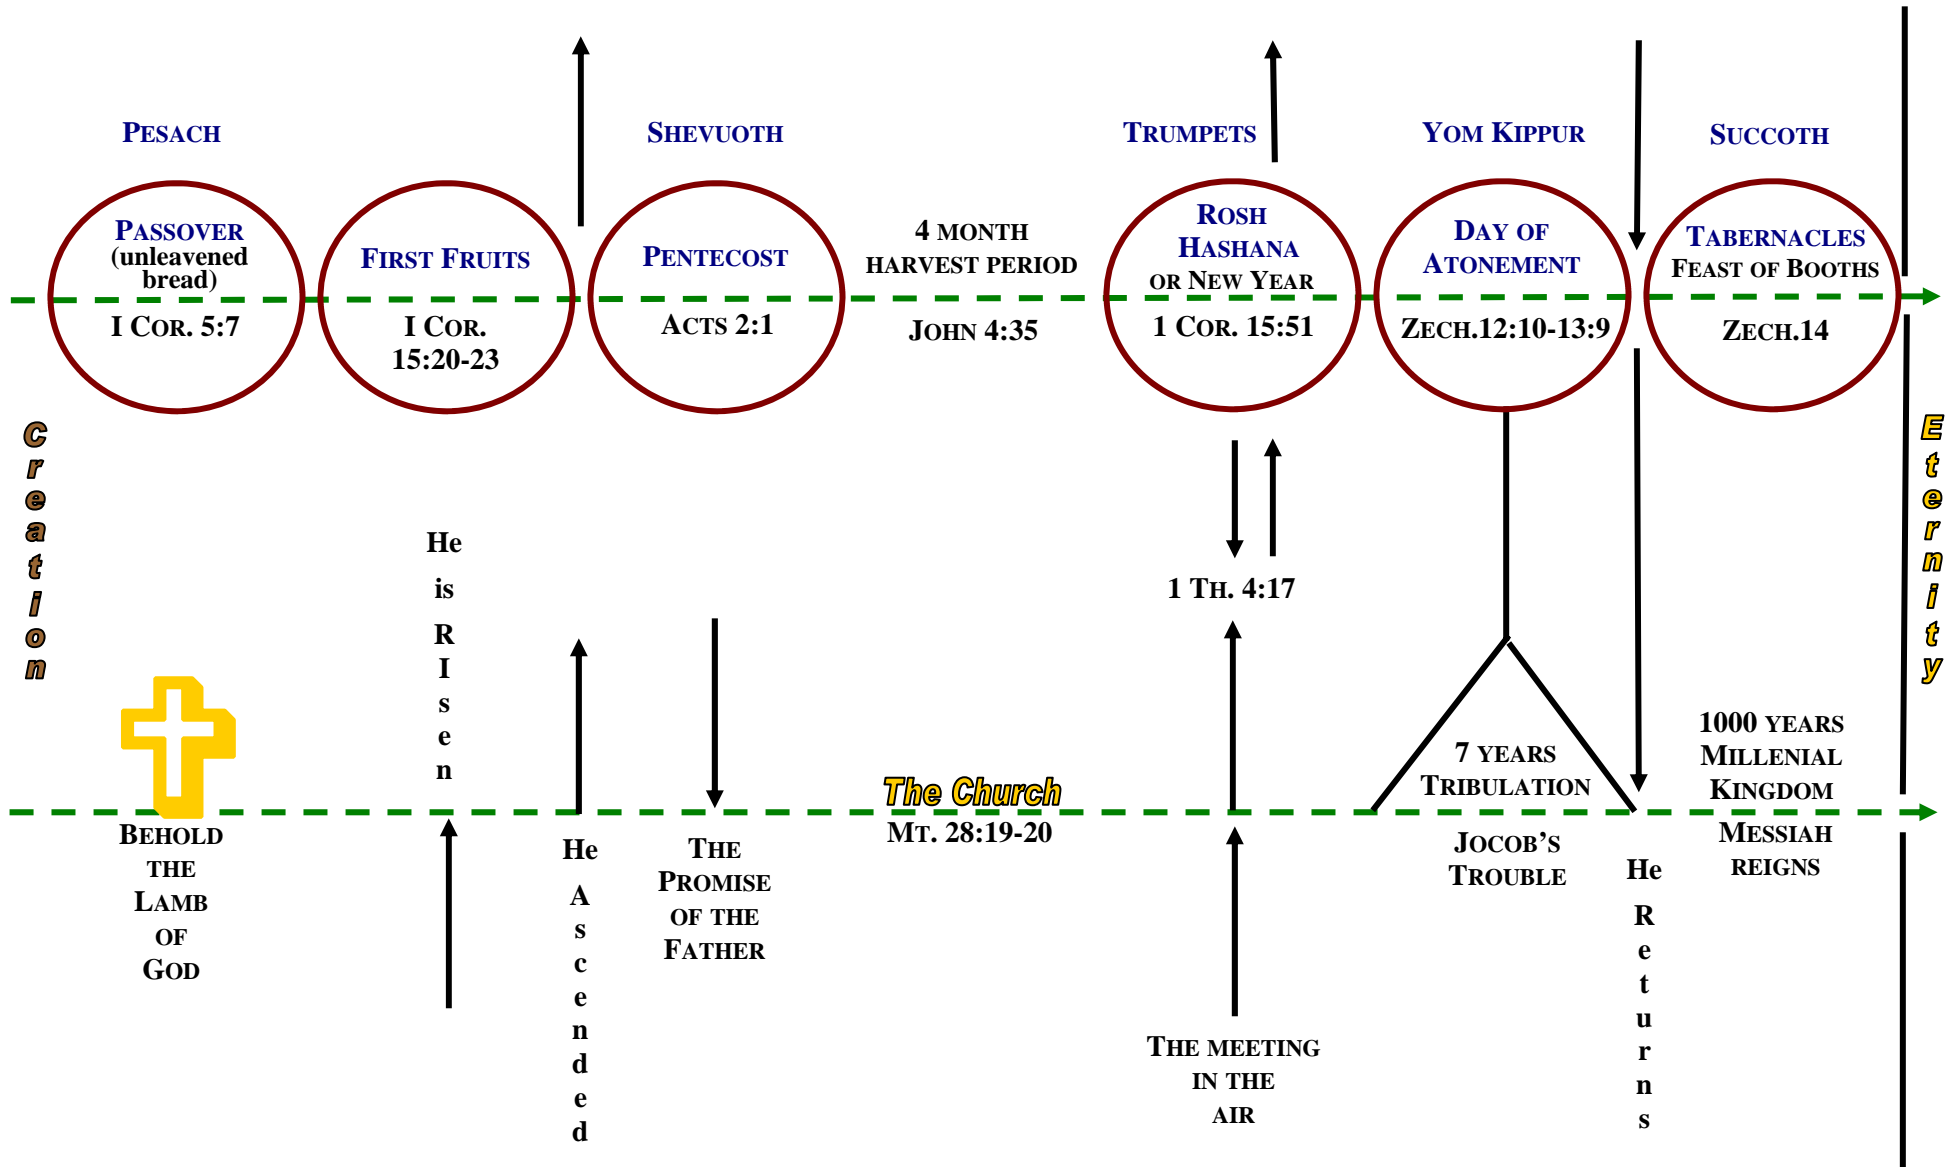 PESACH
SHEVUOTH
TRUMPETS
YOM KIPPUR
SUCCOTH
PASSOVER
(unleavened
bread)
I COR. 5:7
FIRST FRUITS
I COR.
15:20-23
PENTECOST
ACTS 2:1
4 MONTH
HARVEST PERIOD
JOHN 4:35
ROSH
HASHANA
OR NEW YEAR
1 COR. 15:51
DAY OF
ATONEMENT
ZECH.12:10-13:9
TABERNACLES
FEAST OF BOOTHS
ZECH.14
Creation
Eternity
He
is
RIsen
1 TH. 4:17
BEHOLD
THE
LAMB
OF
GOD
He
Ascended
THE
PROMISE
OF THE
FATHER
The Church
MT. 28:19-20
THE MEETING
IN THE
AIR
7 YEARS
TRIBULATION
JOCOB'S
TROUBLE
He
Returns
1000 YEARS
MILLENIAL
KINGDOM
MESSIAH
REIGNS